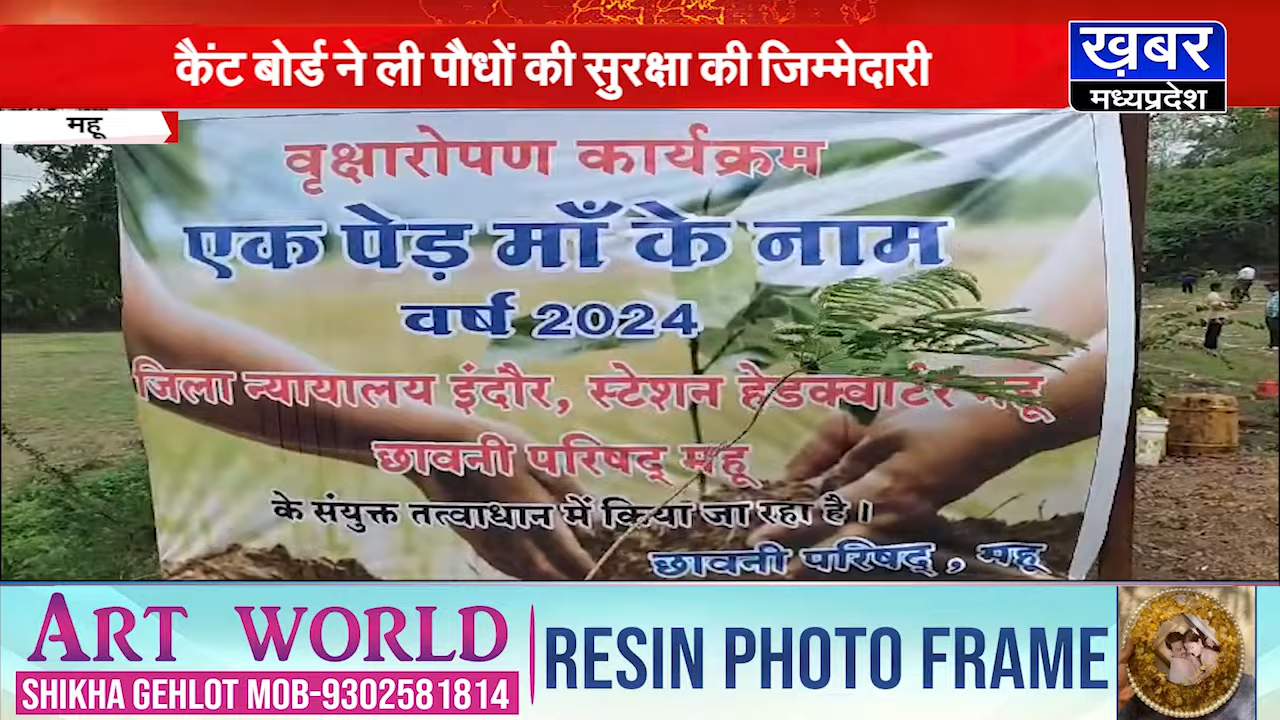 कैंट बोर्ड ने ली पौधों की सुरक्षा की जिम्मेदारी
ख़बर
मध्यप्रदेश
महू
वृक्षारोपण कार्यक्रम
एक पेड़ माँ के नाम
वर्ष 2024
जिला न्यायालय इंदौर, स्टेशन हेडक्वार्टर महू
छावनी परिषद् महू
के संयुक्त तत्वाधान में किया जा रहा है।
छावनी परिषद् , महू
ART WORLD
SHIKHA GEHLOT MOB-9302581814
RESIN PHOTO FRAME